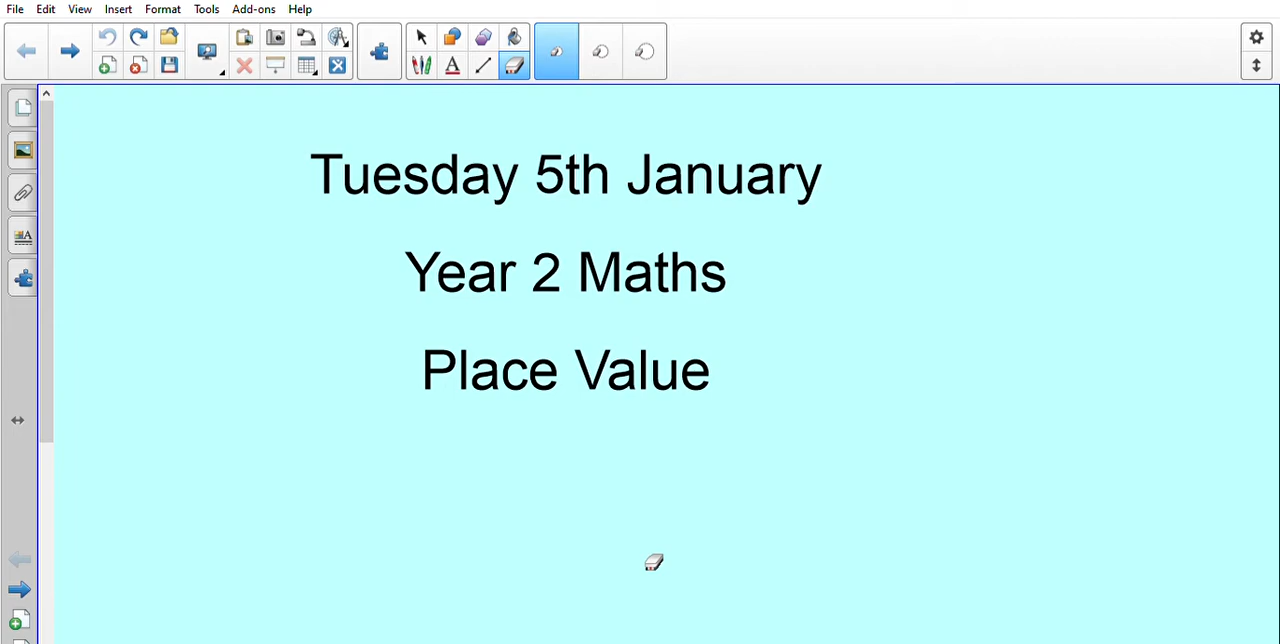 File Edit View Insert Format Tools Add-ons Help
Tuesday 5th January
Year 2 Maths
Place Value